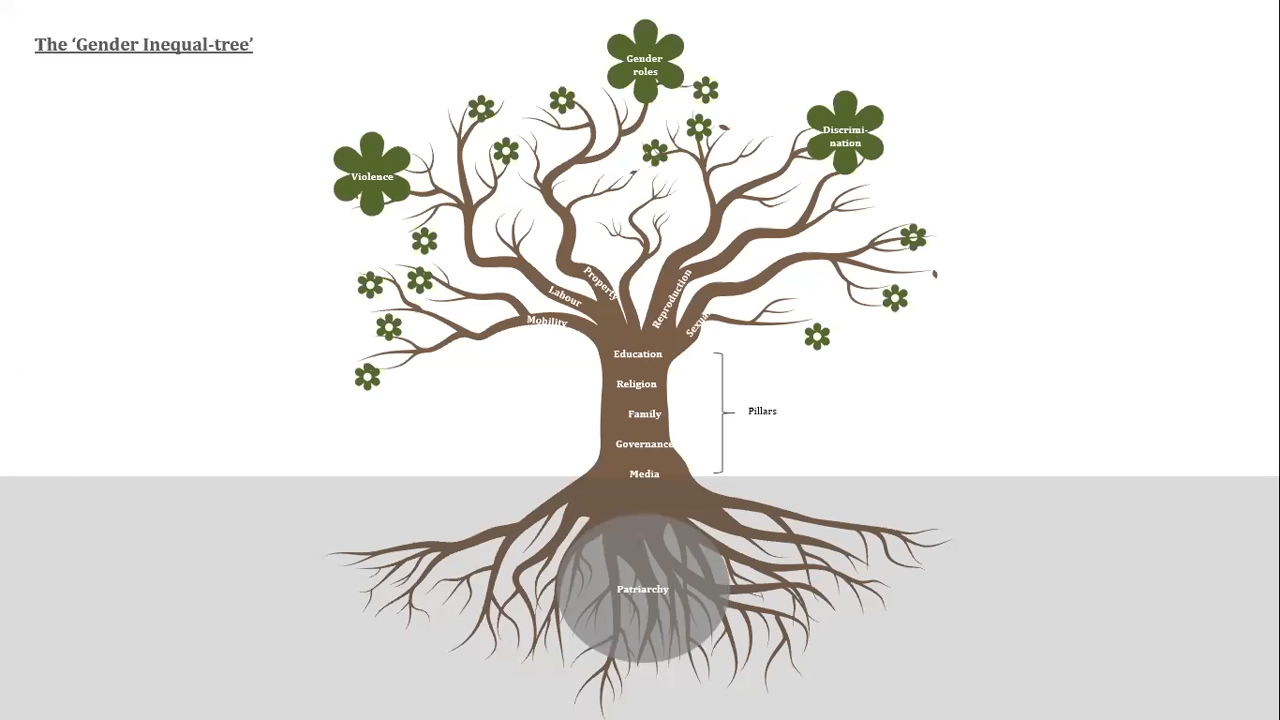 The ‘Gender Inequal-tree’
Gender
roles
Discrimi-
nation
Violence
Property
Labour
Reproduction
Mobility
Education
Religion
Family
Governance
Media
Pillars
Patriarchy